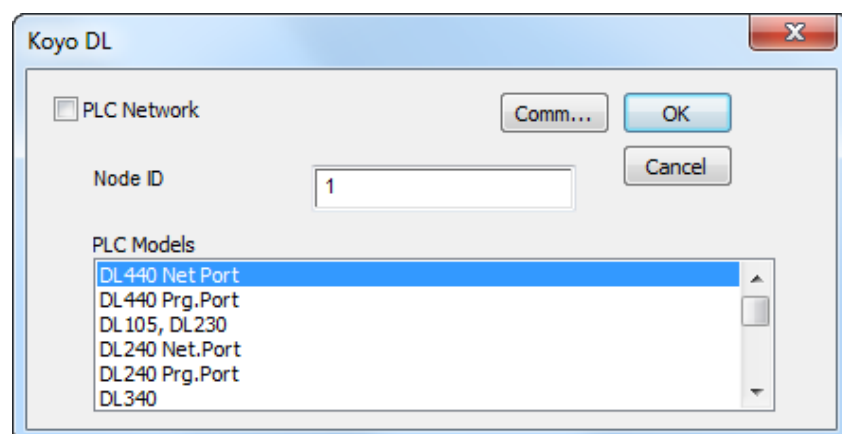 Koyo DL
PLC Network
Comm...
OK
Node ID
1
Cancel
PLC Models
DL440 Net Port
DL440 Prg.Port
DL105, DL230
DL240 Net.Port
DL240 Prg.Port
DL340